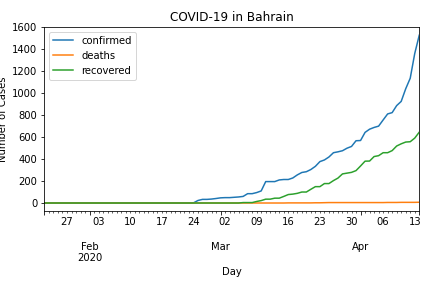 COVID-19 in Bahrain
1600
1400
1200
1000
800
600
400
200
0
Number of Cases
confirmed
deaths
recovered
27 03 10 17 24 02 09 16 23 30 06 13
Feb Mar Apr
2020
Day